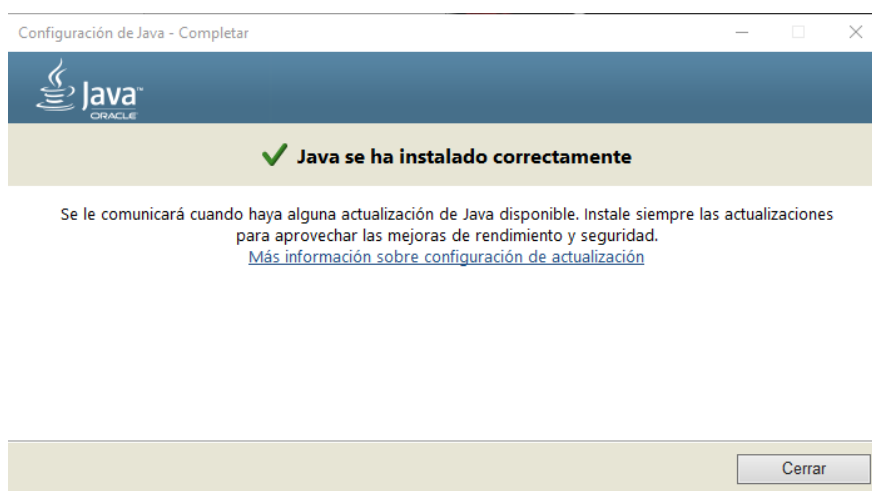 Configuración de Java - Completar
Java™
ORACLE
Java se ha instalado correctamente
Se le comunicará cuando haya alguna actualización de Java disponible. Instale siempre las actualizaciones
para aprovechar las mejoras de rendimiento y seguridad.
Más información sobre configuración de actualización
Cerrar